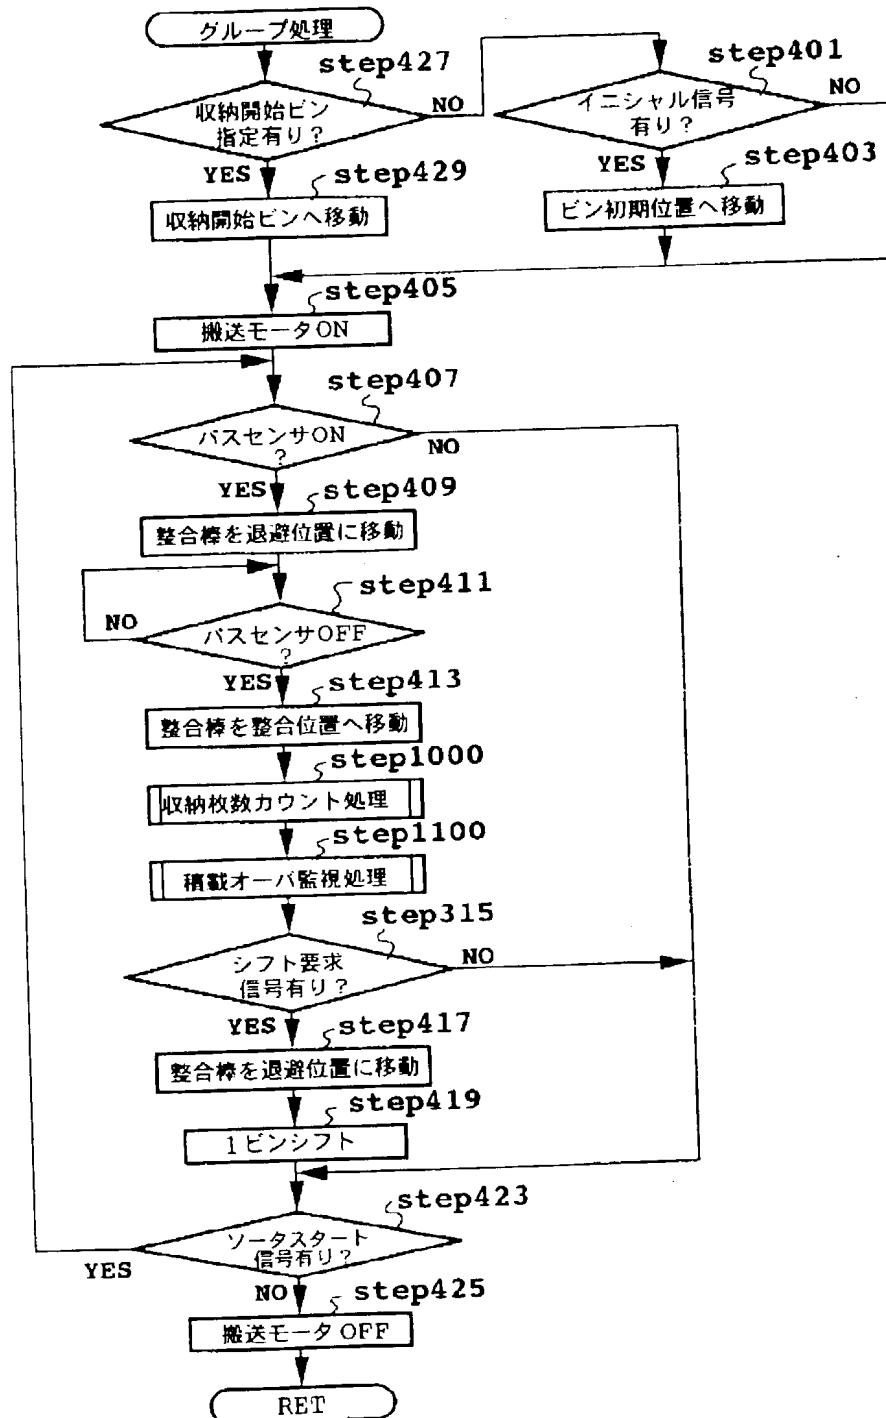 グループ処理
step427
収納開始ビン
指定有り?
NO
step401
イニシャル信号
有り?
NO
YES
step429
収納開始ビンへ移動
YES
step403
ビン初期位置へ移動
step405
搬送モータON
step407
パスセンサON
?
NO
YES
step409
整合棒を退避位置に移動
step411
NO
パスセンサOFF
?
YES
step413
整合棒を整合位置へ移動
step1000
収納枚数カウント処理
step1100
積載オーバ監視処理
step315
シフト要求
信号有り?
NO
YES
step417
整合棒を退避位置に移動
step419
1ビンシフト
step423
ソータスタート
信号有り?
YES
NO
step425
搬送モータ OFF
RET